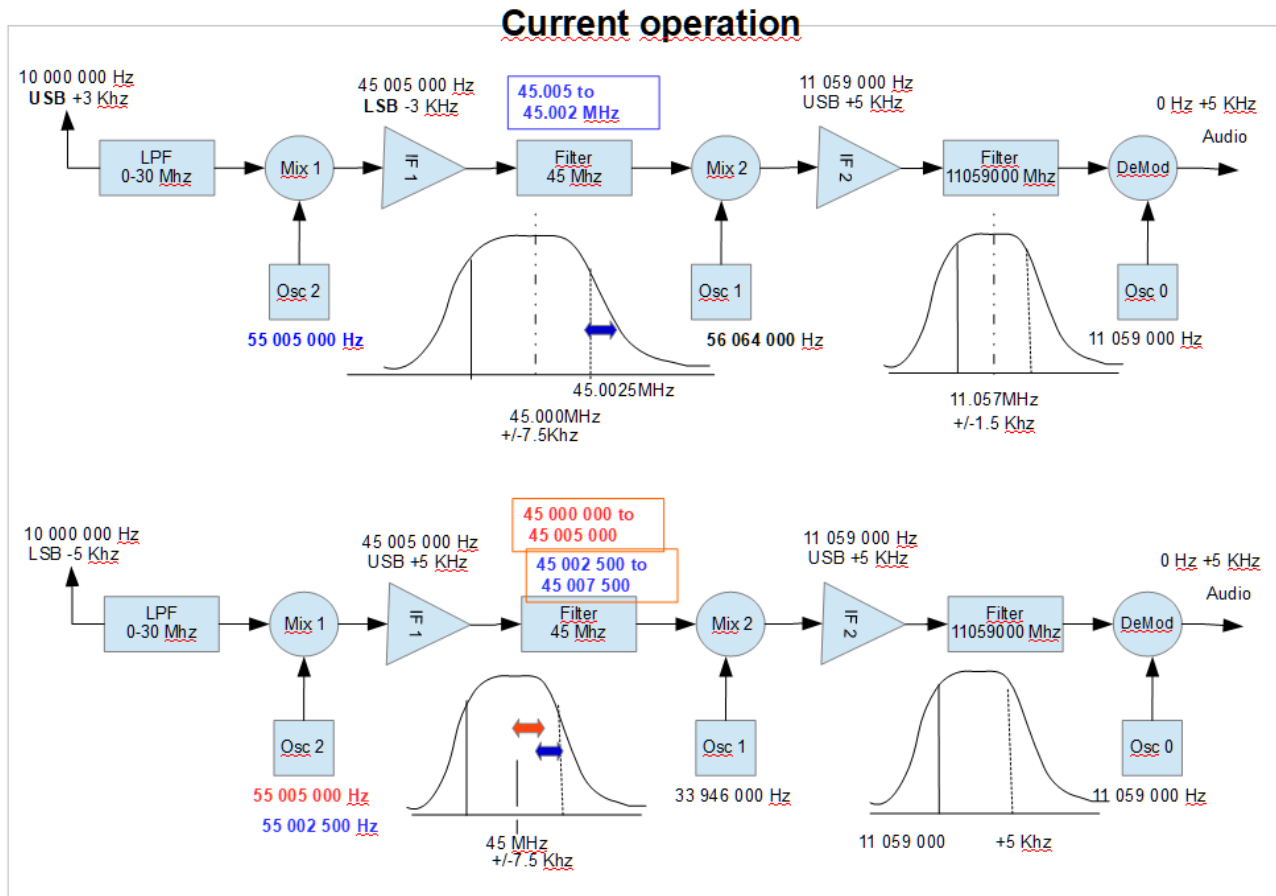 Current operation
10 000 000 Hz
USB +3 Khz
45 005 000 Hz
LSB -3 KHz
45.005 to
45.002 MHz
11 059 000 Hz
USB +5 KHz
0 Hz +5 KHz
Audio
LPF
0-30 Mhz
Mix 1
IF 1
Filter
45 Mhz
Mix 2
IF 2
Filter
11059000 Mhz
DeMod
Osc 2
Osc 1
Osc 0
55 005 000 Hz
56 064 000 Hz
11 059 000 Hz
45.0025MHz
45.000MHz
+/-7.5Khz
11.057MHz
+/-1.5 Khz
10 000 000 Hz
LSB -5 Khz
45 005 000 Hz
USB +5 KHz
45 000 000 to
45 005 000
45 002 500 to
45 007 500
11 059 000 Hz
USB +5 KHz
0 Hz +5 KHz
Audio
LPF
0-30 Mhz
Mix 1
IF 1
Filter
45 Mhz
Mix 2
IF 2
Filter
11059000 Mhz
DeMod
Osc 2
Osc 1
Osc 0
55 005 000 Hz
55 002 500 Hz
33 946 000 Hz
11 059 000 Hz
45 MHz
+/-7.5 Khz
11 059 000
+5 Khz